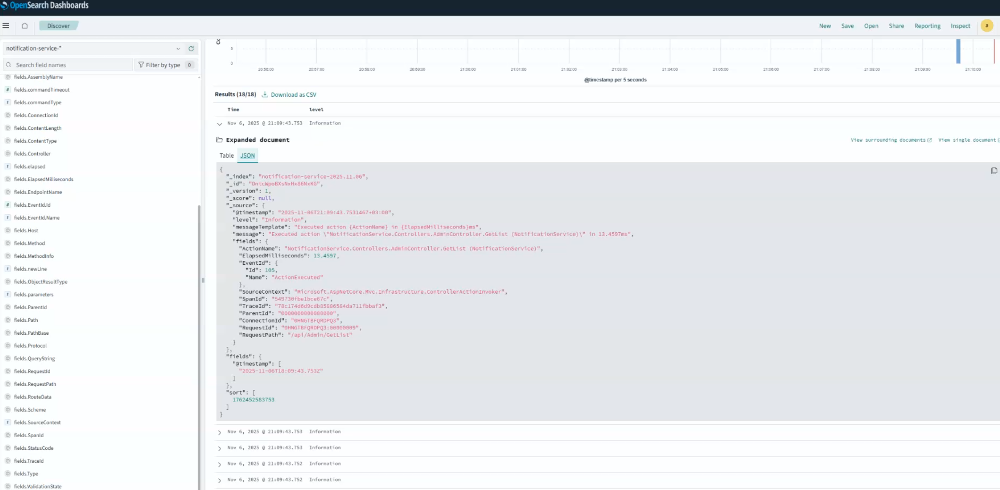 OpenSearch Dashboards
Discover
New Save Open Share Reporting Inspect a
notification-service-*
Search field names
Filter by type 0
fields.AssemblyName
fields.commandTimeout
fields.commandType
fields.ConnectionId
fields.ContentLength
fields.ContentType
fields.Controller
fields.elapsed
fields.ElapsedMilliseconds
fields.EndpointName
fields.EventId.Id
fields.EventId.Name
fields.Host
fields.Method
fields.MethodInfo
fields.newLine
fields.ObjectResultType
fields.parameters
fields.ParentId
fields.Path
fields.PathBase
fields.Protocol
fields.QueryString
fields.RequestId
fields.RequestPath
fields.RouteData
fields.Scheme
fields.SourceContext
fields.SpanId
fields.StatusCode
fields.TraceId
fields.Type
fields.ValidationState
5
0
20:56:00 20:57:00 20:58:00 20:59:00 21:00:00 21:01:00 21:02:00 21:03:00 21:04:00 21:05:00 21:06:00 21:07:00 21:08:00 21:09:00 21:10:00
@timestamp per 5 seconds
Results (18/18) Download as CSV
Time level
Nov 6, 2025 @ 21:09:43.753 Information
Expanded document
View surrounding documents View single document
Table JSON
{
"_index": "notification-service-2025.11.06",
"_id": "DntcWpoBXsNxHx86NxKG",
"_version": 1,
"_score": null,
"_source": {
"@timestamp": "2025-11-06T21:09:43.7531467+03:00",
"level": "Information",
"messageTemplate": "Executed action {ActionName} in {ElapsedMilliseconds}ms",
"message": "Executed action \"NotificationService.Controllers.AdminController.GetList (NotificationService)\" in 13.4597ms",
"fields": {
"ActionName": "NotificationService.Controllers.AdminController.GetList (NotificationService)",
"ElapsedMilliseconds": 13.4597,
"EventId": {
"Id": 105,
"Name": "ActionExecuted"
},
"SourceContext": "Microsoft.AspNetCore.Mvc.Infrastructure.ControllerActionInvoker",
"SpanId": "549730fbe1bce67c",
"TraceId": "78c174d6d9cdb85886584da711fbbaf3",
"ParentId": "0000000000000000",
"ConnectionId": "0HNGTBFQRDPQ3",
"RequestId": "0HNGTBFQRDPQ3:00000009",
"RequestPath": "/api/Admin/GetList"
}
},
"fields": {
"@timestamp": [
"2025-11-06T18:09:43.753Z"
]
},
"sort": [
1762452583753
]
}
Nov 6, 2025 @ 21:09:43.753 Information
Nov 6, 2025 @ 21:09:43.753 Information
Nov 6, 2025 @ 21:09:43.752 Information
Nov 6, 2025 @ 21:09:43.752 Information